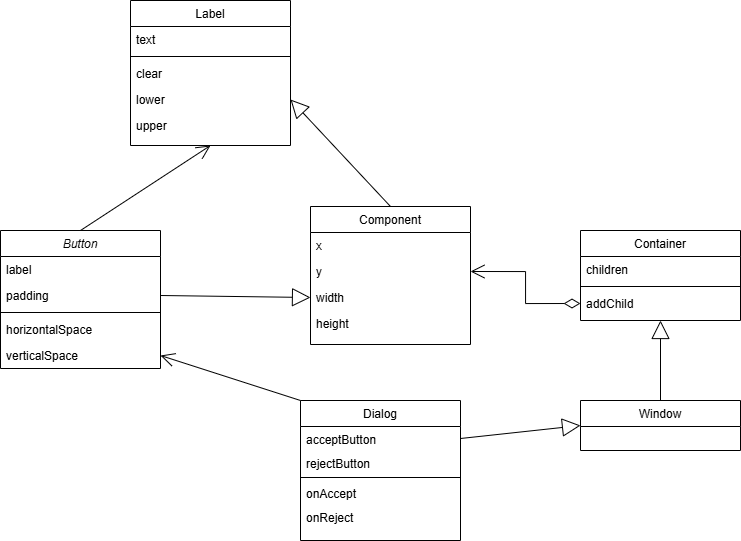 Label
text
clear
lower
upper
Button
label
padding
horizontalSpace
verticalSpace
Component
x
y
width
height
Container
children
addChild
Dialog
acceptButton
rejectButton
onAccept
onReject
Window